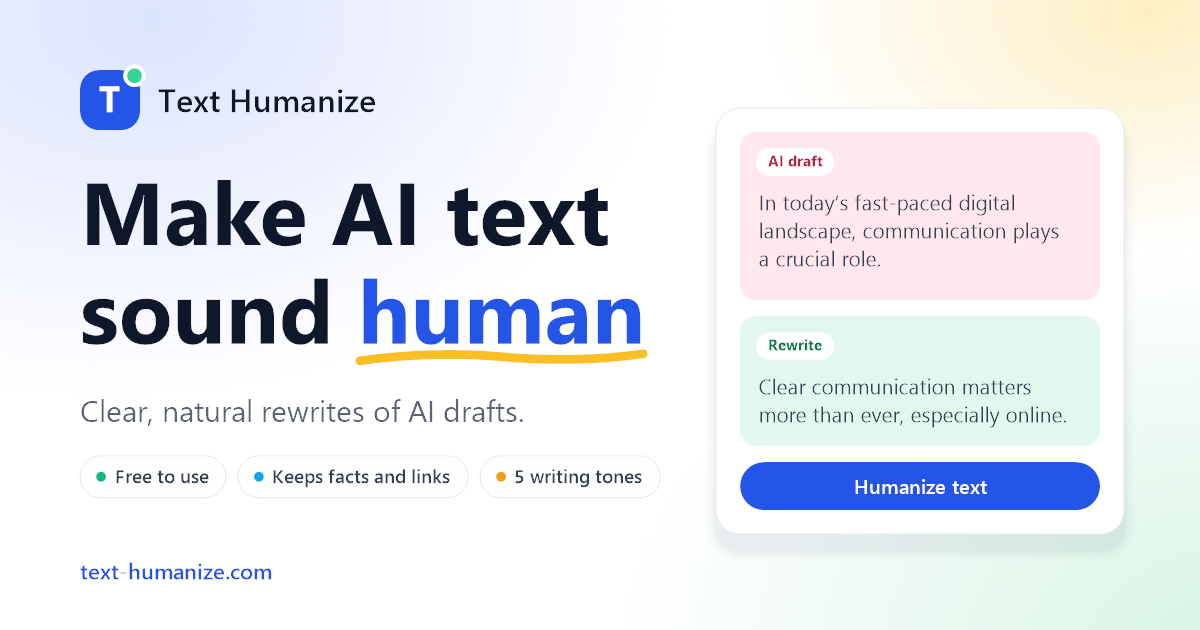 T
Text Humanize
Make AI text
sound human
Clear, natural rewrites of AI drafts.
Free to use
Keeps facts and links
5 writing tones
text-humanize.com
AI draft
In today’s fast-paced digital
landscape, communication plays
a crucial role.
Rewrite
Clear communication matters
more than ever, especially online.
Humanize text